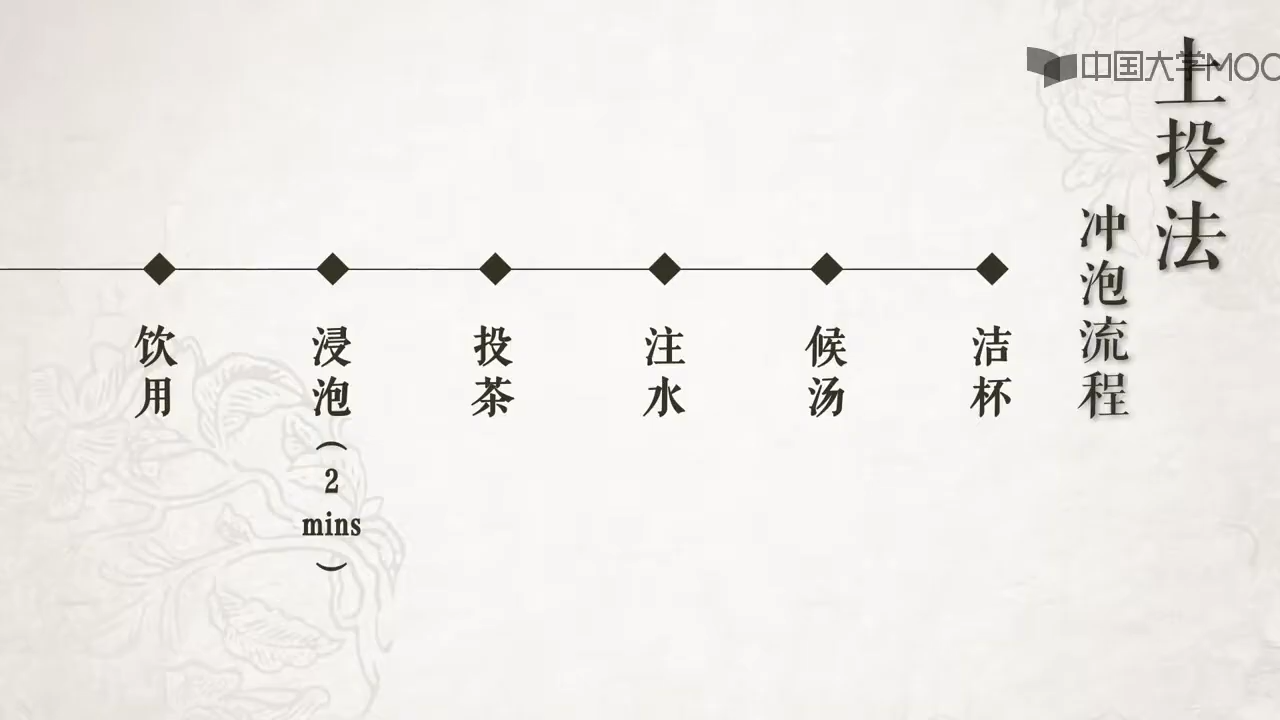 上投法
冲泡流程
洁杯
候汤
注水
投茶
浸泡(2 mins)
饮用
中国大学MOO